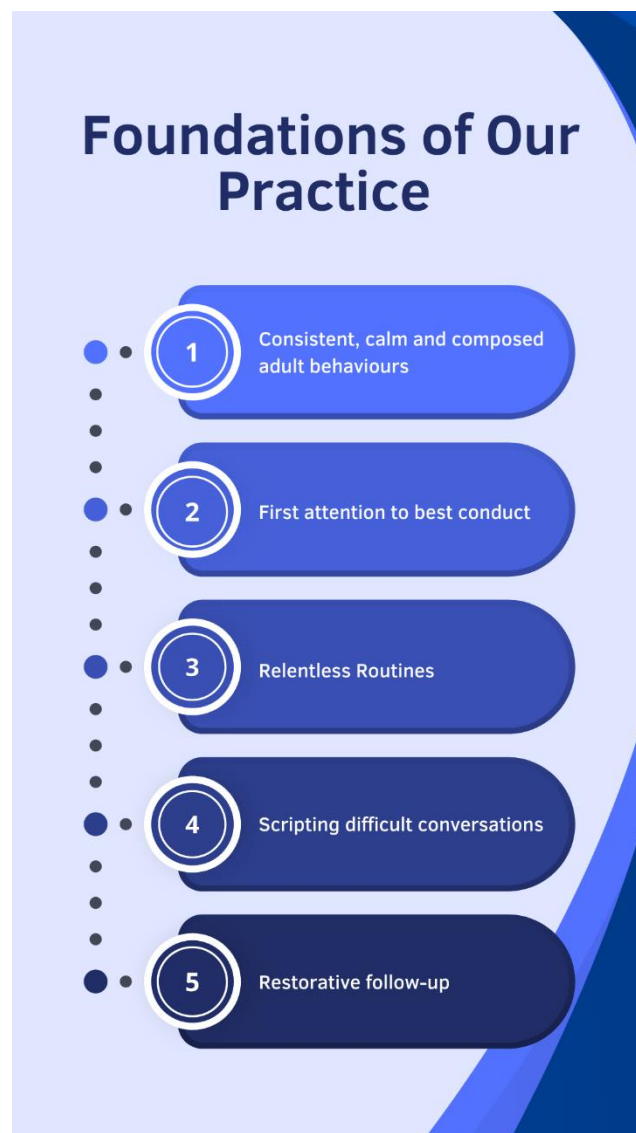 Foundations of Our
Practice
1
Consistent, calm and composed
adult behaviours
2
First attention to best conduct
3
Relentless Routines
4
Scripting difficult conversations
5
Restorative follow-up